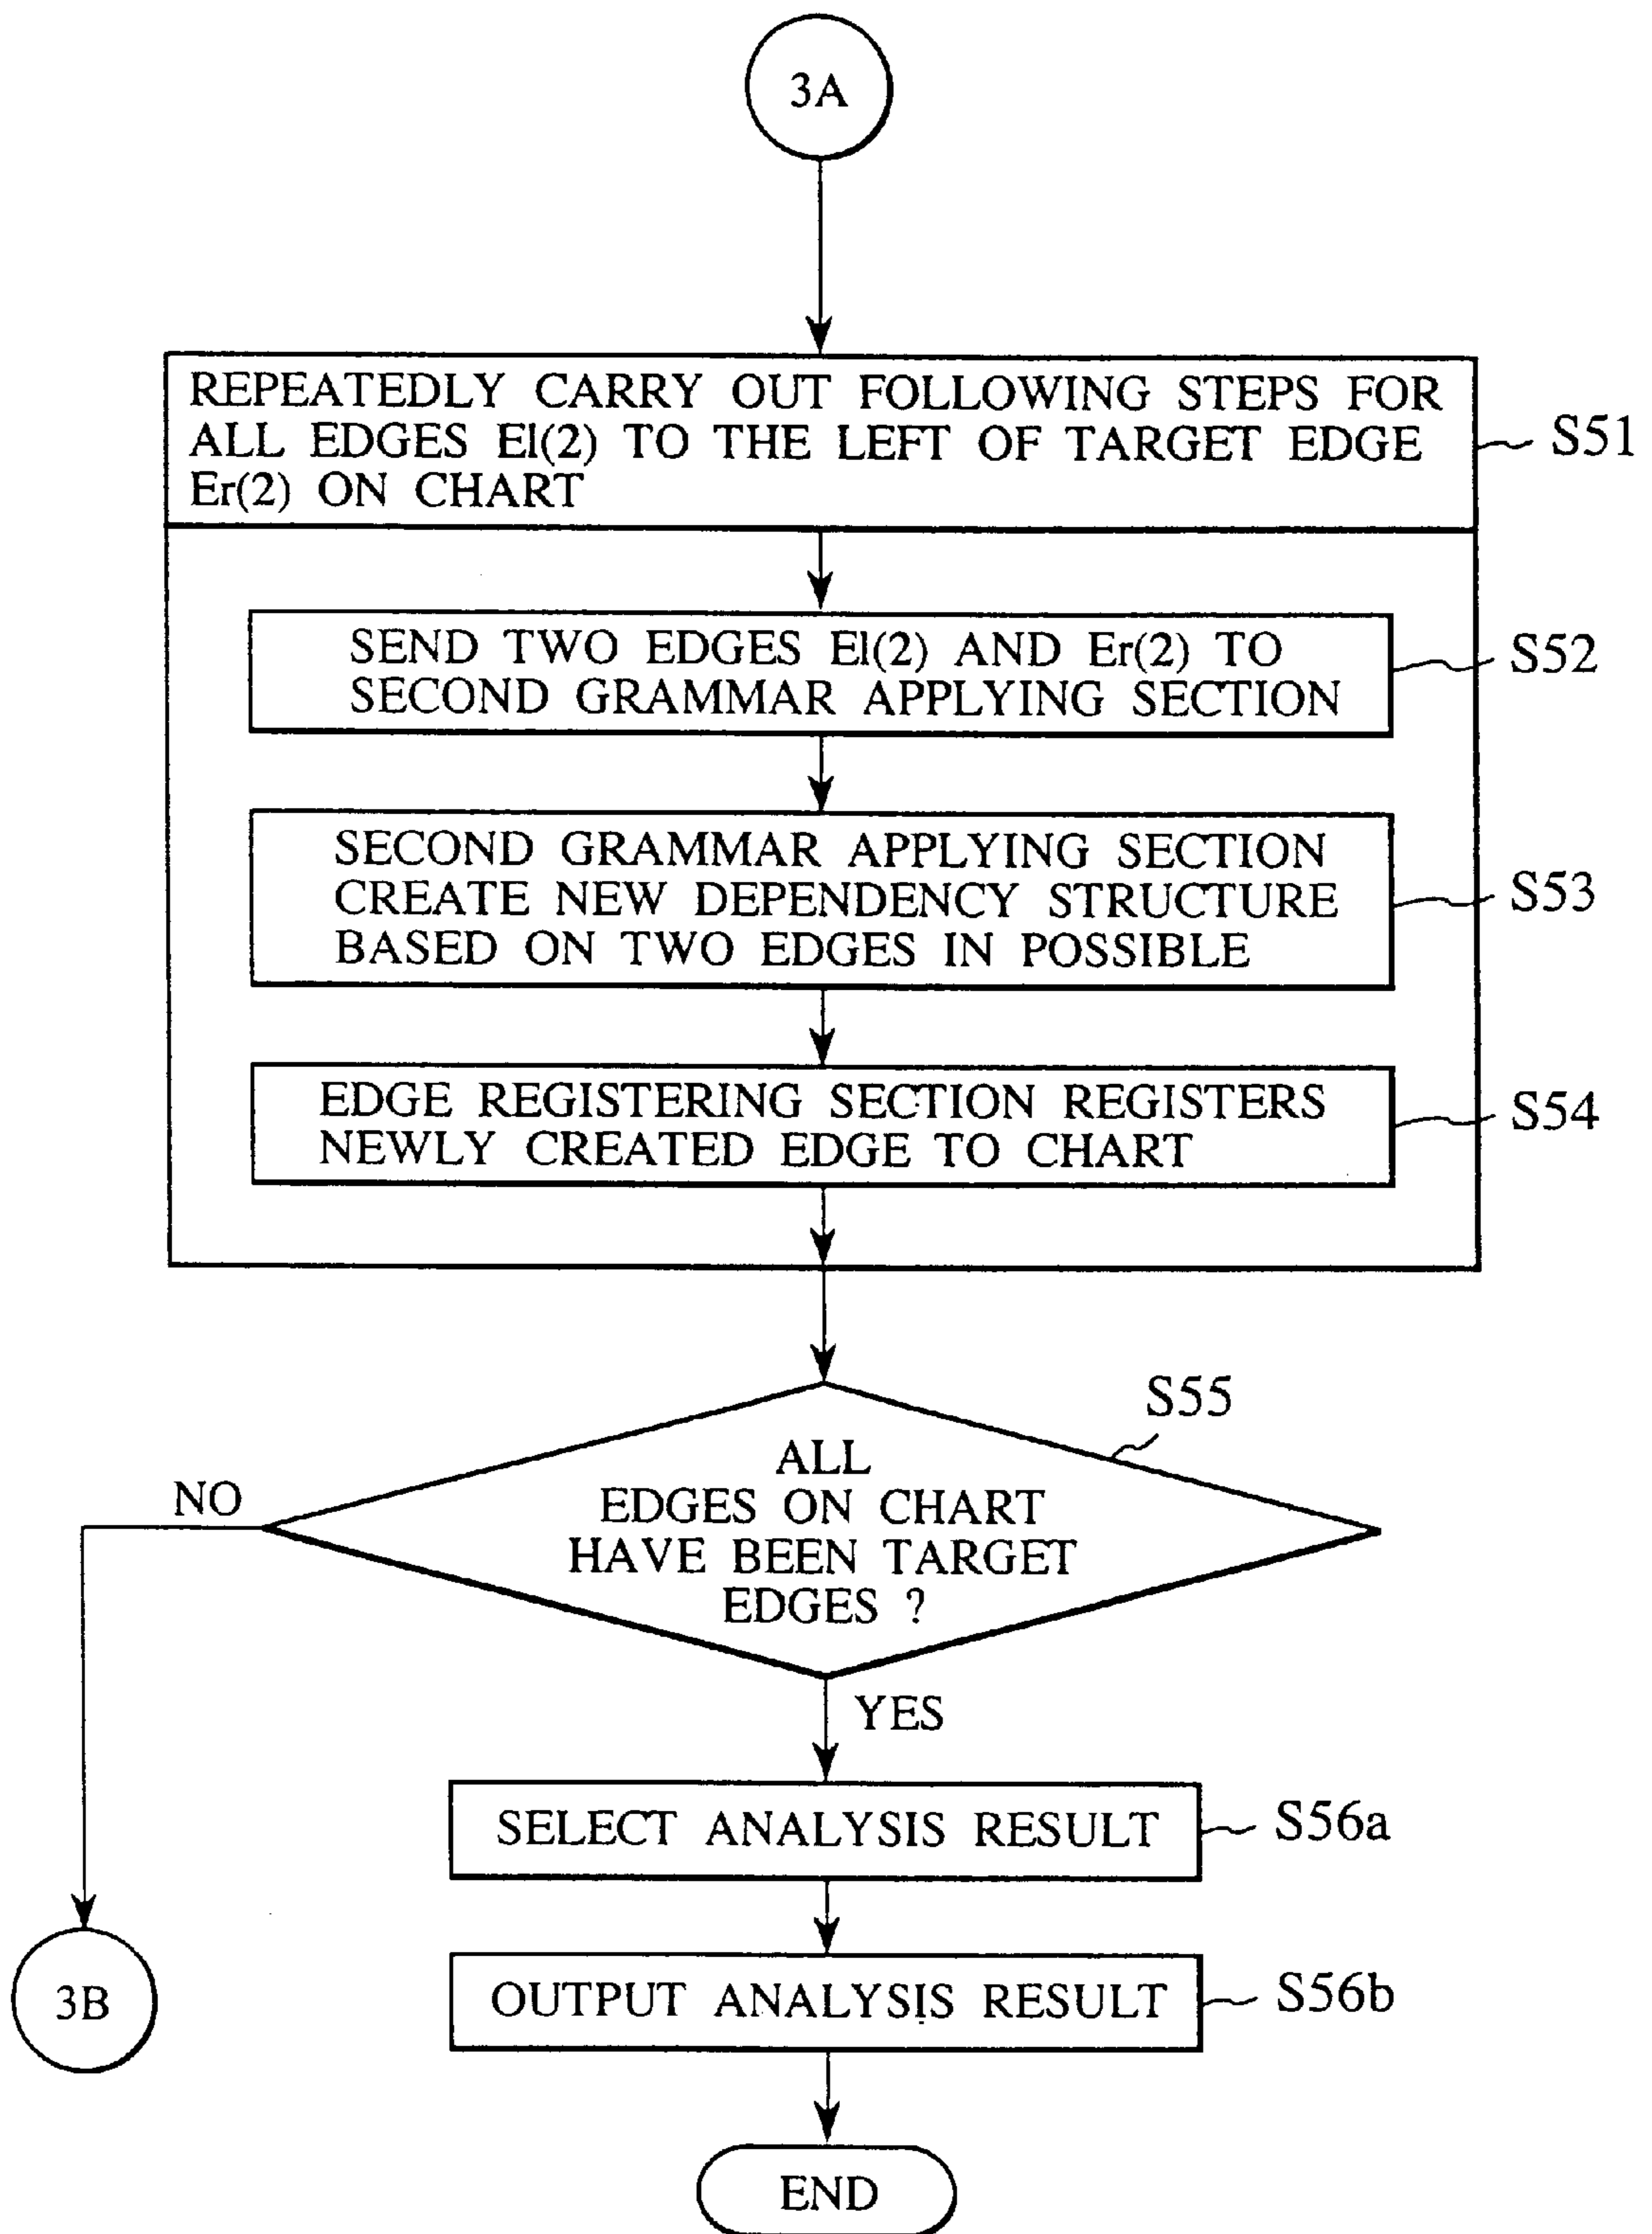 3A
REPEATEDLY CARRY OUT FOLLOWING STEPS FOR
ALL EDGES El(2) TO THE LEFT OF TARGET EDGE
Er(2) ON CHART
S51
SEND TWO EDGES El(2) AND Er(2) TO
SECOND GRAMMAR APPLYING SECTION
S52
SECOND GRAMMAR APPLYING SECTION
CREATE NEW DEPENDENCY STRUCTURE
BASED ON TWO EDGES IN POSSIBLE
S53
EDGE REGISTERING SECTION REGISTERS
NEWLY CREATED EDGE TO CHART
S54
S55
ALL
EDGES ON CHART
HAVE BEEN TARGET
EDGES ?
NO
YES
SELECT ANALYSIS RESULT
S56a
3B
OUTPUT ANALYSIS RESULT
S56b
END